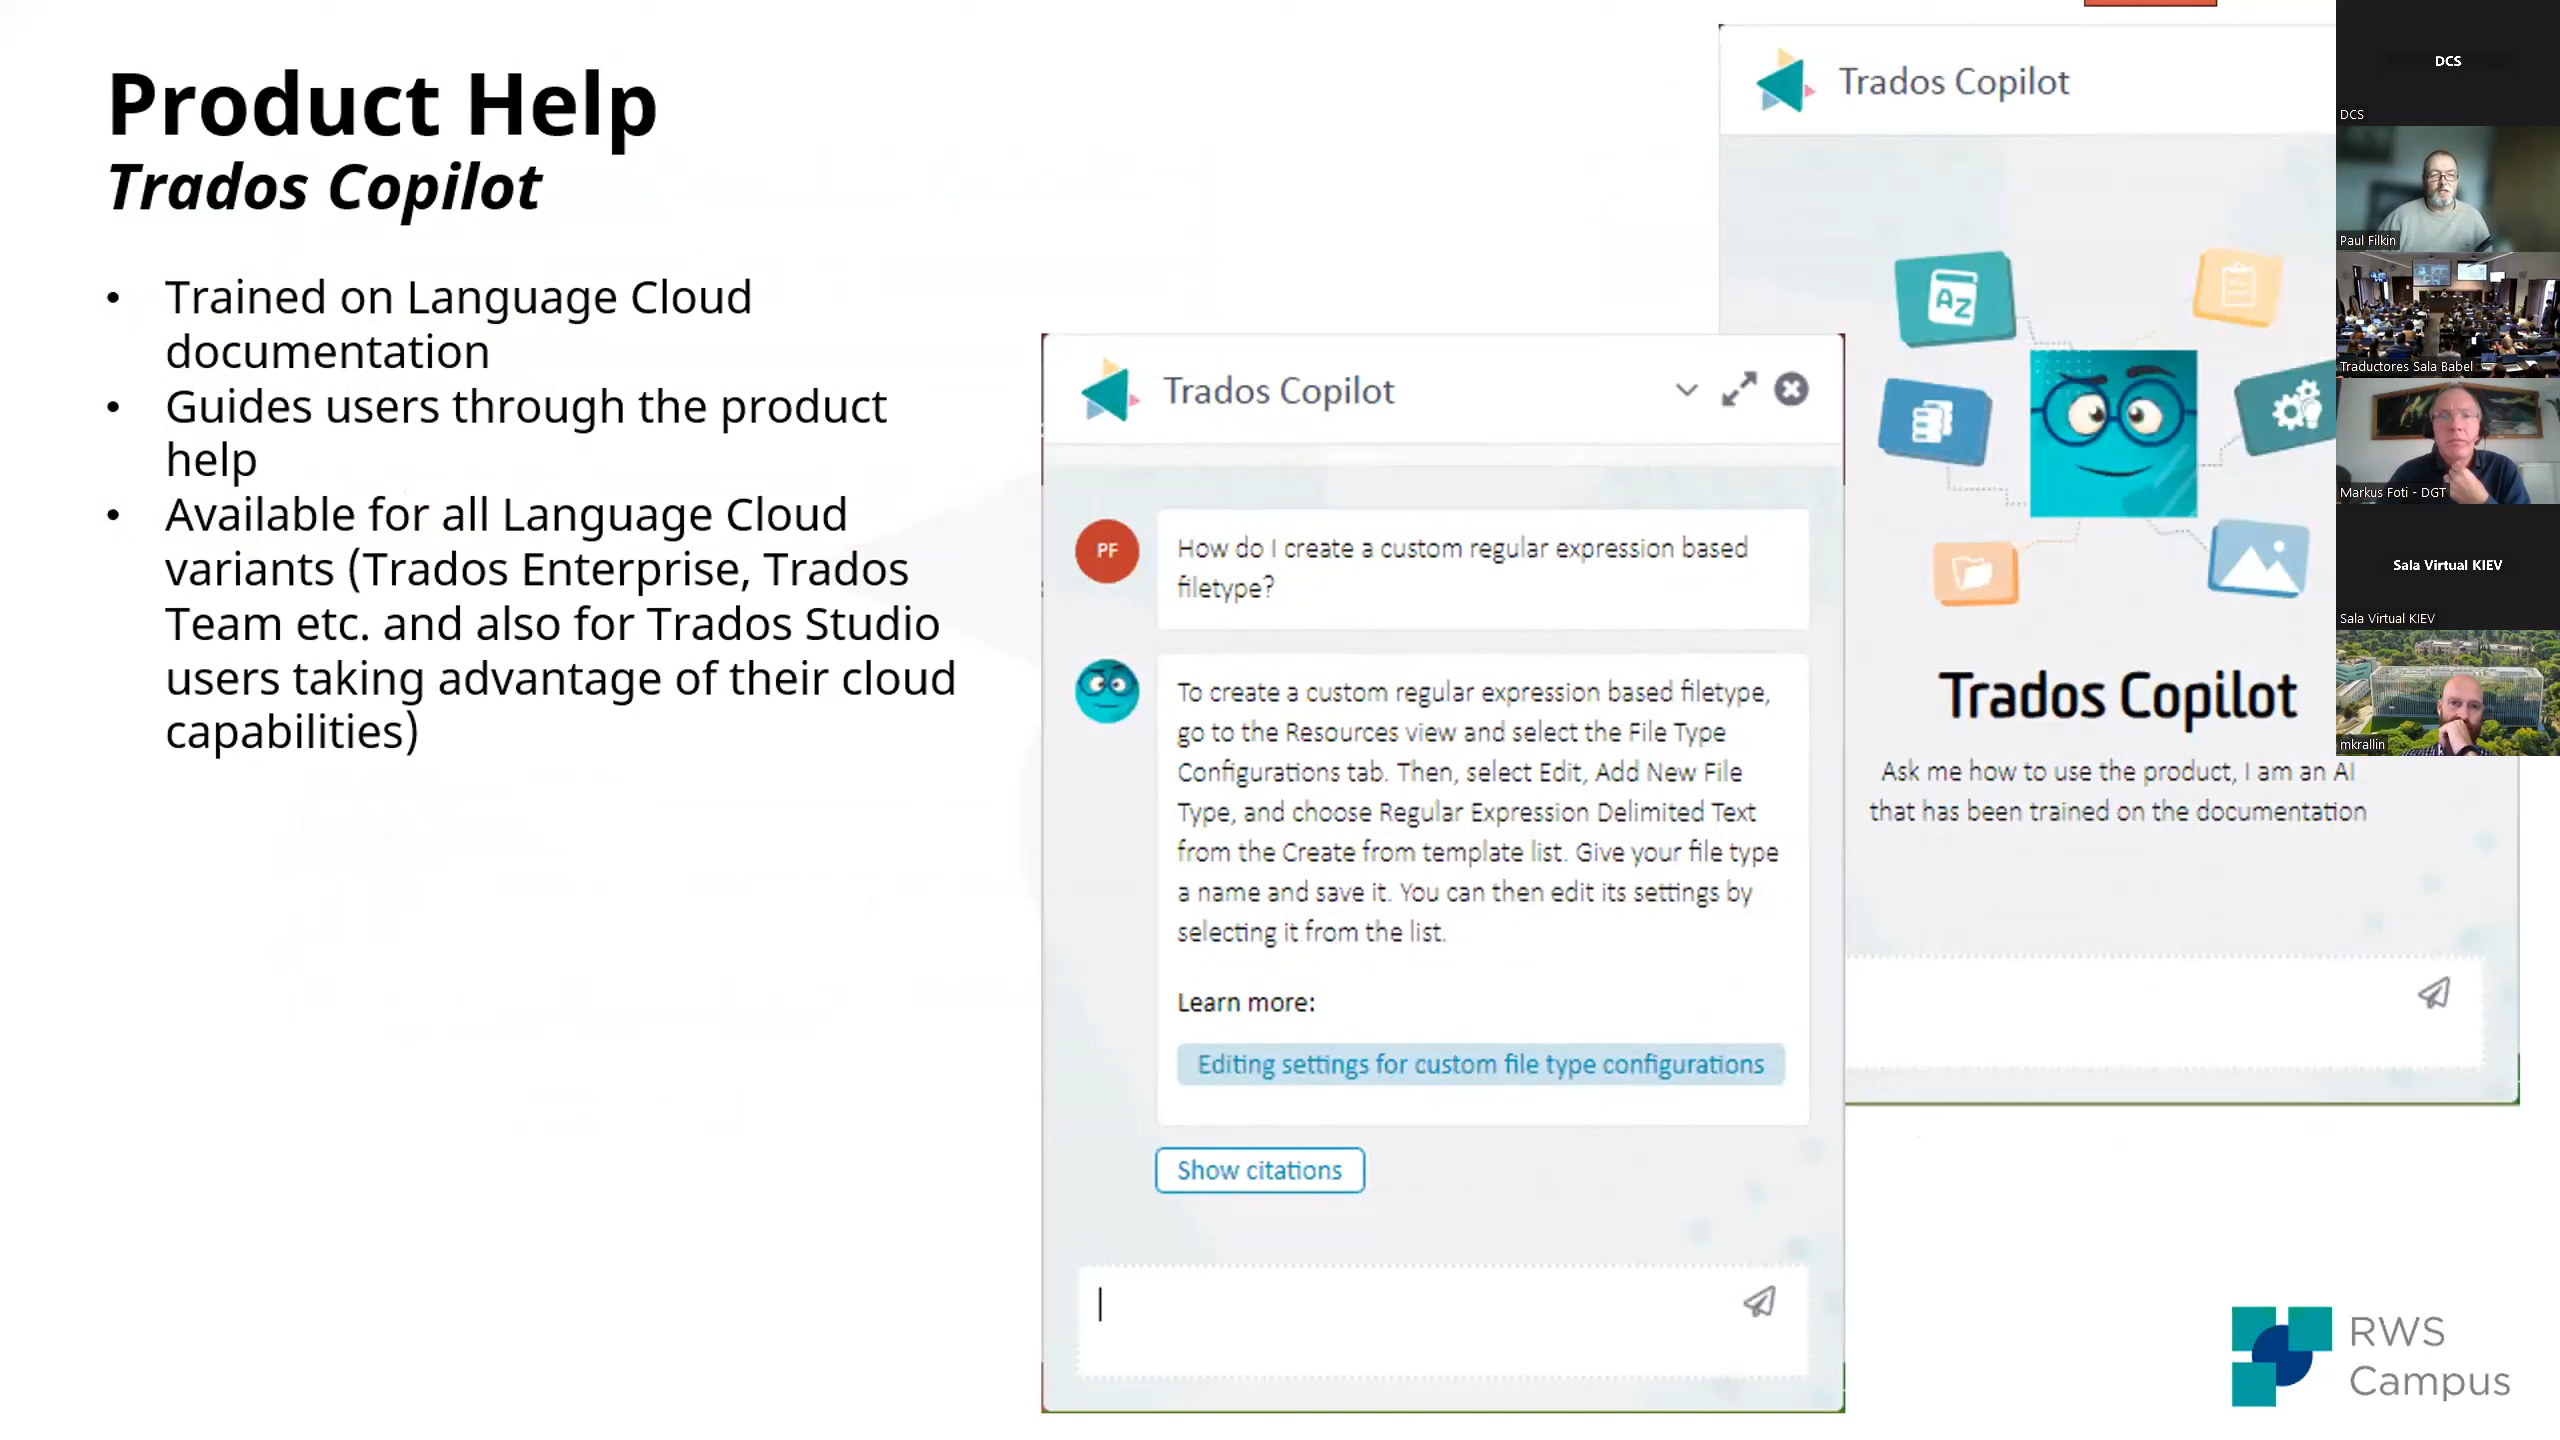 Product Help
Trados Copilot
• Trained on Language Cloud
documentation
• Guides users through the product
help
• Available for all Language Cloud
variants (Trados Enterprise, Trados
Team etc. and also for Trados Studio
users taking advantage of their cloud
capabilities)
Trados Copilot
PF
How do I create a custom regular expression based
filetype?
To create a custom regular expression based filetype,
go to the Resources view and select the File Type
Configurations tab. Then, select Edit, Add New File
Type, and choose Regular Expression Delimited Text
from the Create from template list. Give your file type
a name and save it. You can then edit its settings by
selecting it from the list.
Learn more:
Editing settings for custom file type configurations
Show citations
Trados Copilot
AZ
Trados Copilot
Ask me how to use the product, I am an AI
that has been trained on the documentation
DCS
DCS
Paul Filkin
Traductores Sala Babel
Markus Foti - DGT
Sala Virtual KIEV
Sala Virtual KIEV
mkrallin
RWS
Campus